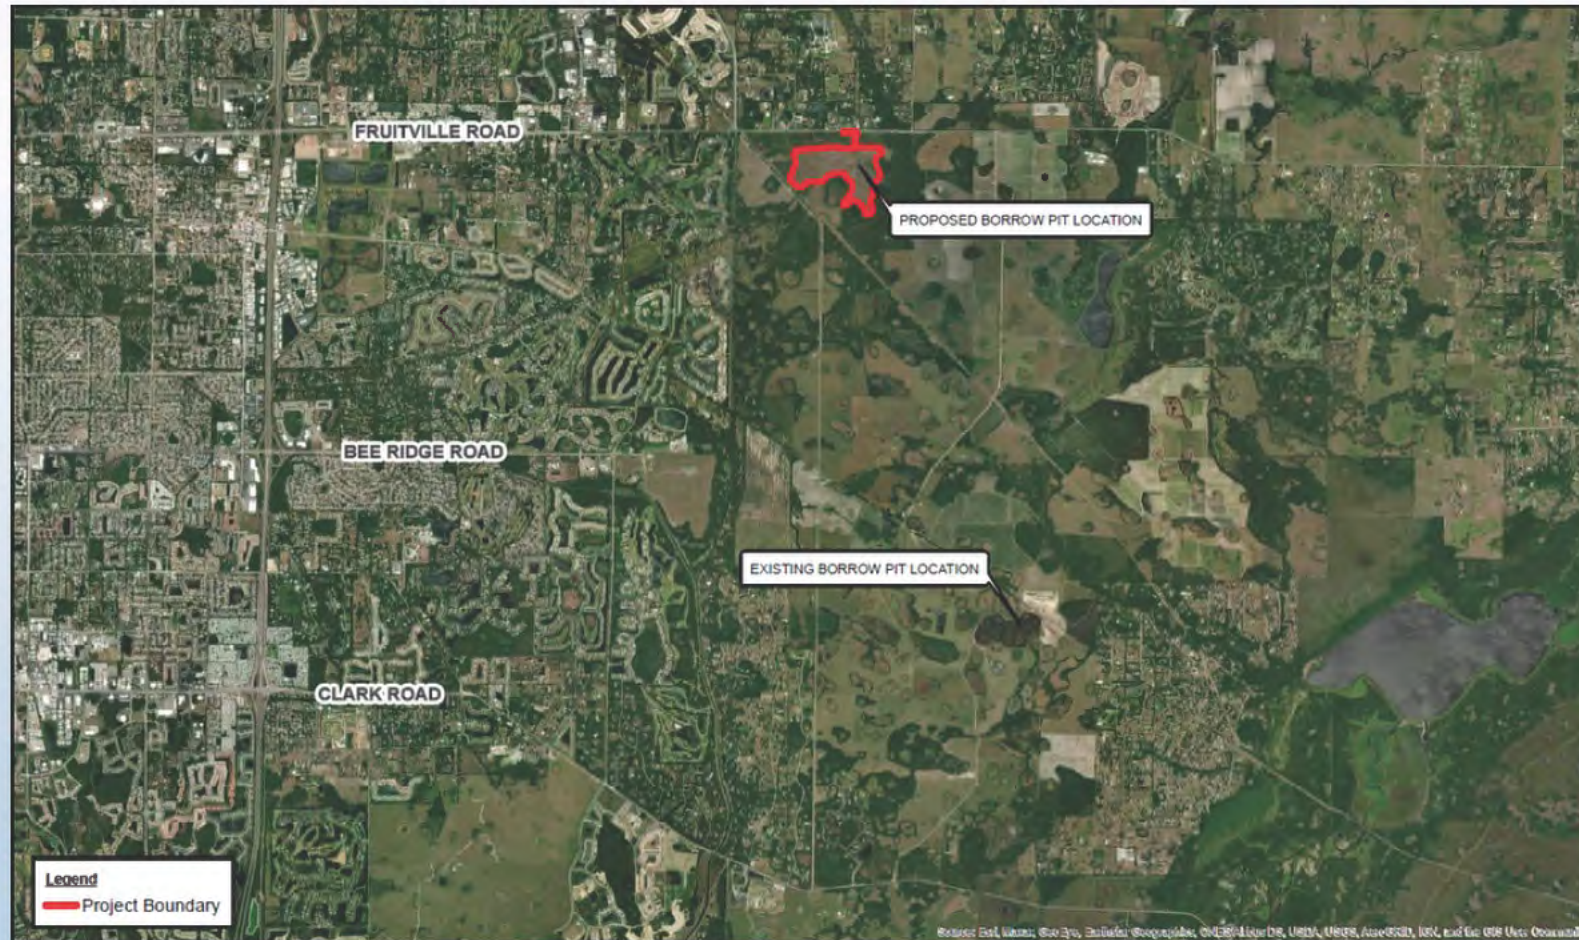 FRUITVILLE ROAD
PROPOSED BORROW PIT LOCATION
BEE RIDGE ROAD
EXISTING BORROW PIT LOCATION
CLARK ROAD
Legend
Project Boundary